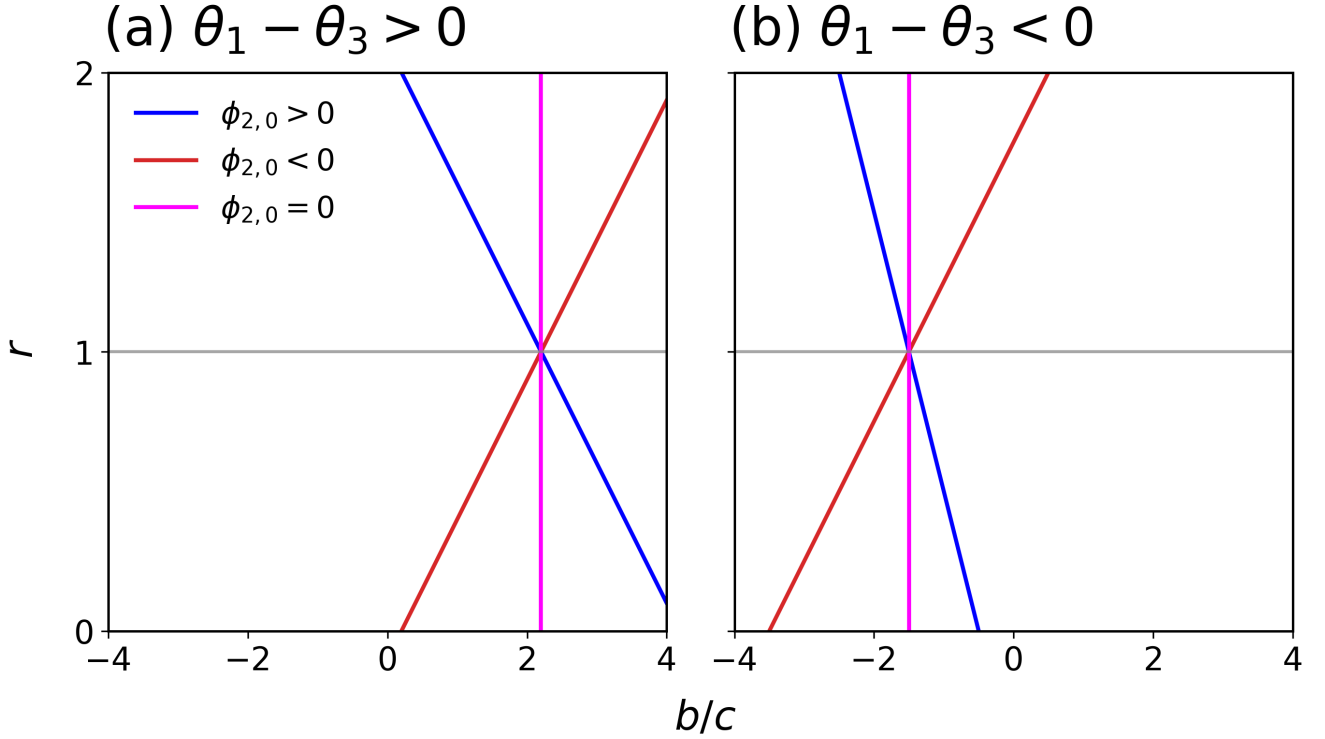 (a) θ₁ − θ₃ > 0
(b) θ₁ − θ₃ < 0
ϕ₂,₀ > 0
ϕ₂,₀ < 0
ϕ₂,₀ = 0
r
2
1
0
−4 −2 0 2 4
−4 −2 0 2 4
b/c